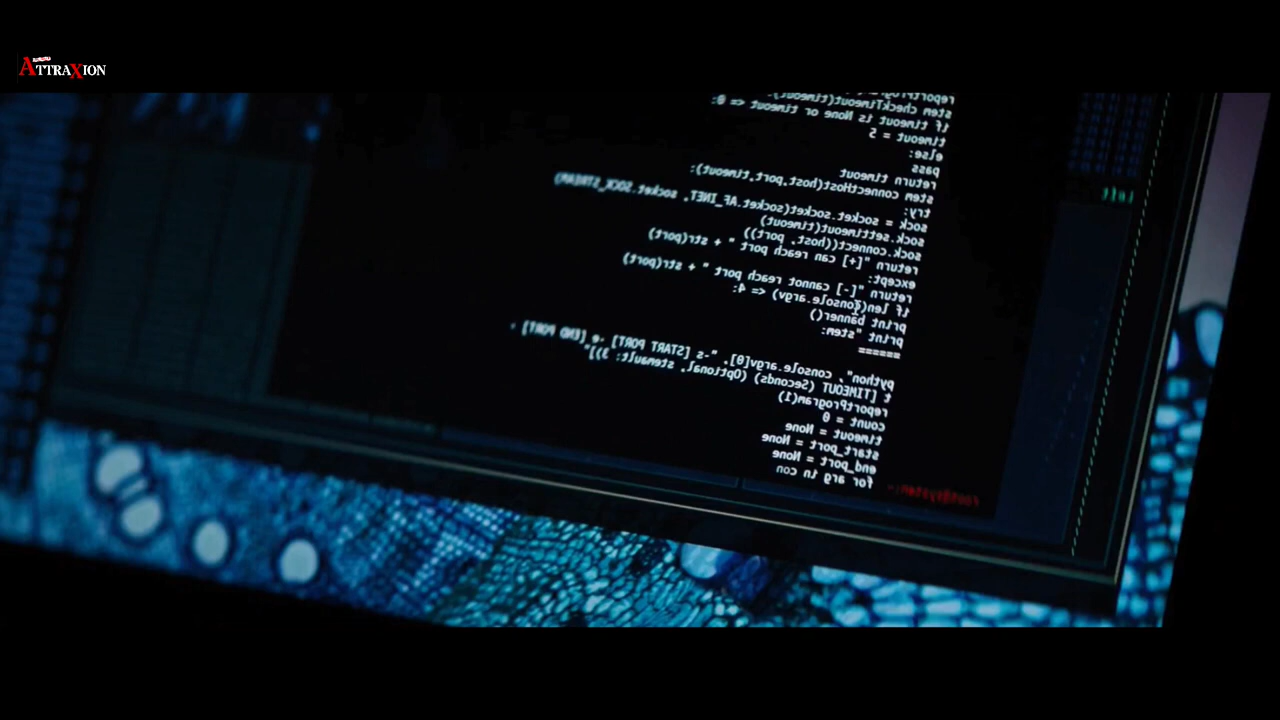 ATTRAXION
stem checkTimeout(timeout):
if timeout is None or timeout <= 0:
timeout = 5
else:
pass
return timeout
stem connectHost(host,port,timeout):
try:
sock = socket.socket(socket.AF_INET, socket.SOCK_STREAM)
sock.settimeout(timeout)
sock.connect((host, port))
return "[+] can reach port " + str(port)
except:
return "[-] cannot reach port " + str(port)
if len(console.argv) <= 4:
print banner()
print "stem:
======
python", console.argv[0], "-s [START PORT] -e [END PORT] -
t [TIMEOUT (Seconds) (Optional, stemault: 3)]"
reportProgram(1)
count = 0
timeout = None
start_port = None
end_port = None
for arg in con
root@system:~
left